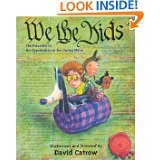 We the Kids
The Preamble to
the Constitution of the United States
Illustrated and Foreword by
David Catrow